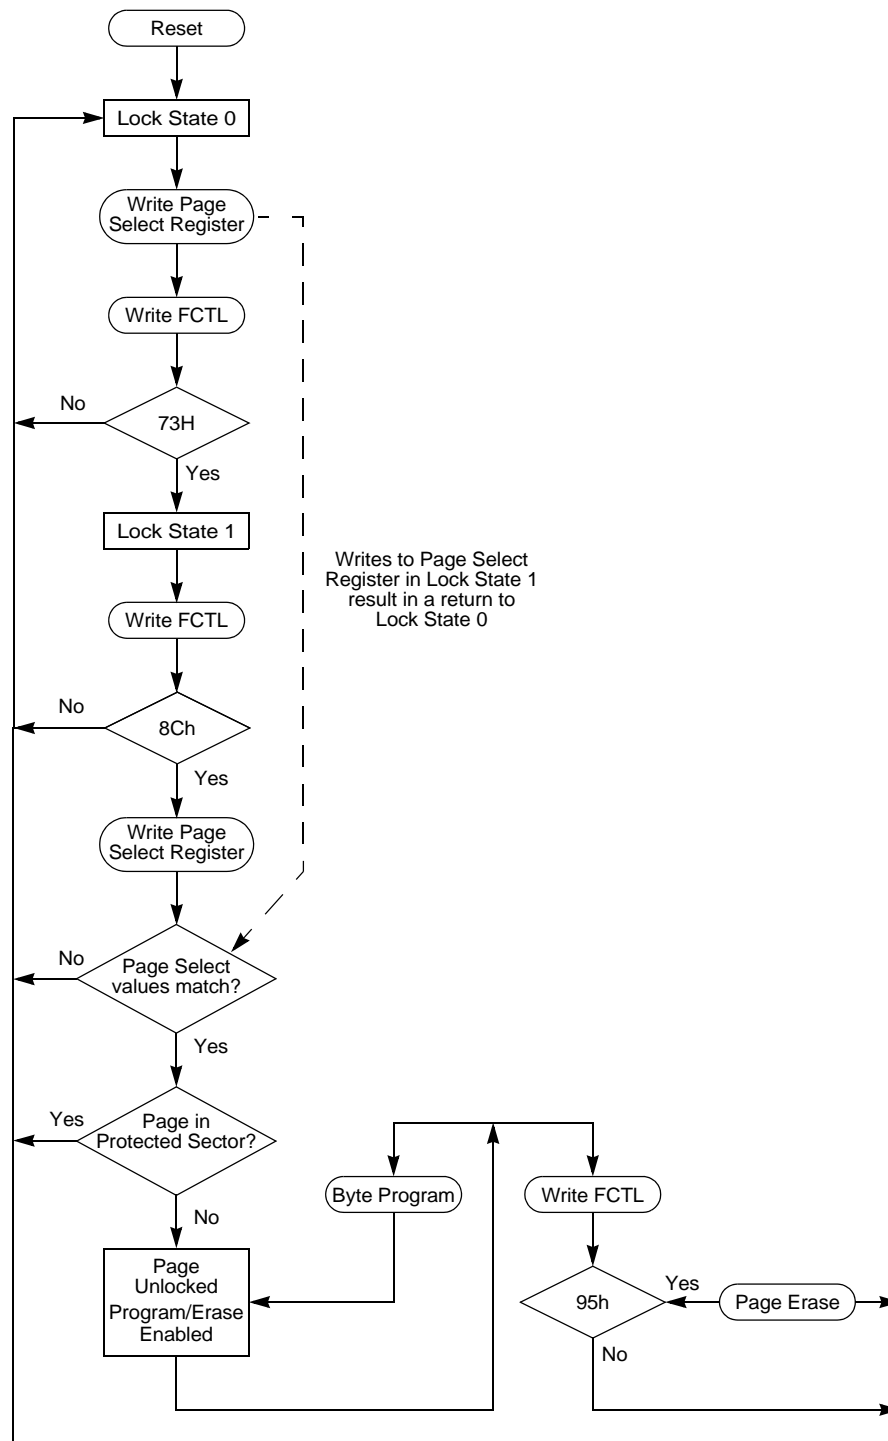 Reset
Lock State 0
Write Page
Select Register
Write FCTL
No
73H
Yes
Lock State 1
Writes to Page Select
Register in Lock State 1
result in a return to
Lock State 0
Write FCTL
No
8Ch
Yes
Write Page
Select Register
No
Page Select
values match?
Yes
Yes
Page in
Protected Sector?
No
Byte Program
Write FCTL
Page
Unlocked
Program/Erase
Enabled
95h
Yes
Page Erase
No